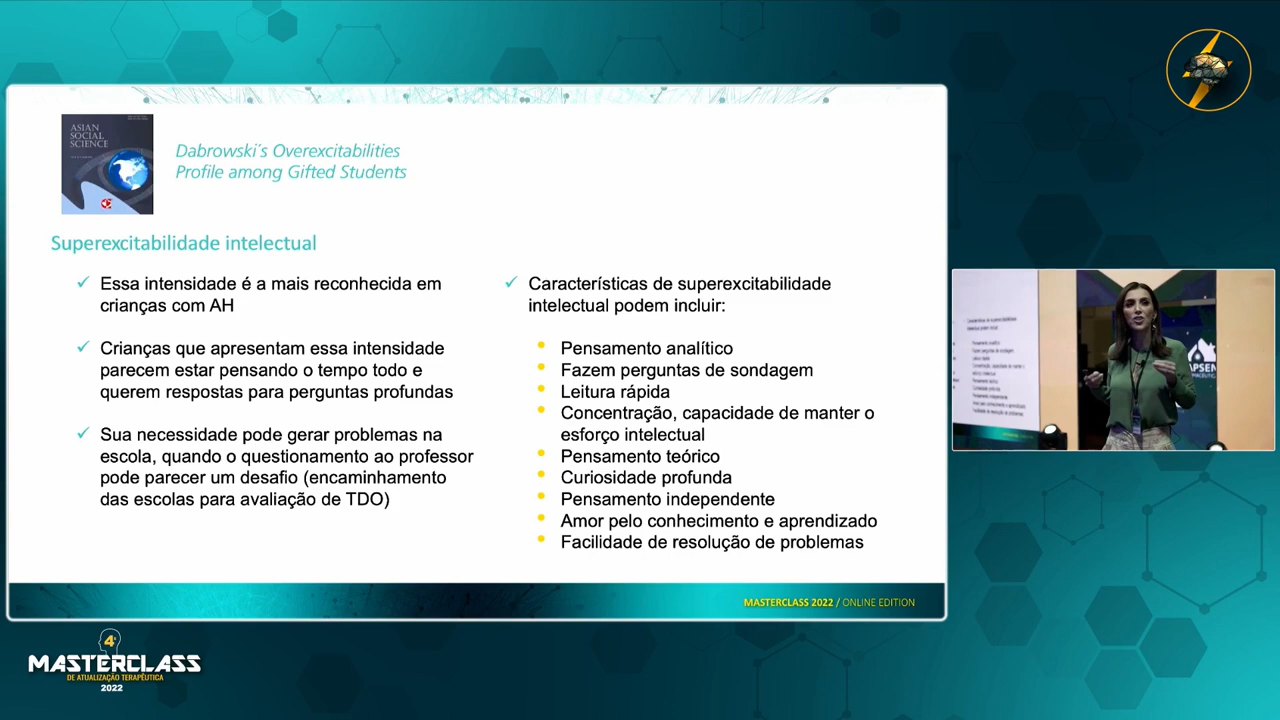 ASIAN
SOCIAL
SCIENCE
Dabrowski´s Overexcitabilities
Profile among Gifted Students
Superexcitabilidade intelectual
Essa intensidade é a mais reconhecida em
crianças com AH
Crianças que apresentam essa intensidade
parecem estar pensando o tempo todo e
querem respostas para perguntas profundas
Sua necessidade pode gerar problemas na
escola, quando o questionamento ao professor
pode parecer um desafio (encaminhamento
das escolas para avaliação de TDO)
Características de superexcitabilidade
intelectual podem incluir:
Pensamento analítico
Fazem perguntas de sondagem
Leitura rápida
Concentração, capacidade de manter o
esforço intelectual
Pensamento teórico
Curiosidade profunda
Pensamento independente
Amor pelo conhecimento e aprendizado
Facilidade de resolução de problemas
MASTERCLASS 2022 / ONLINE EDITION
APSEN
4ª
MASTERCLASS
DE ATUALIZAÇÃO TERAPÊUTICA
2022